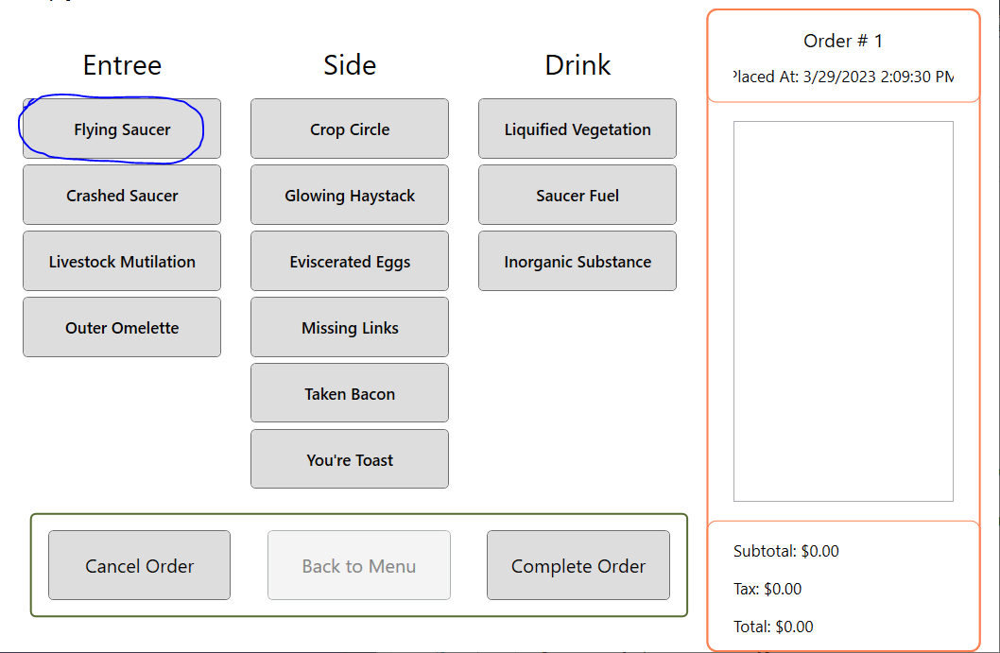 Entree
Flying Saucer
Crashed Saucer
Livestock Mutilation
Outer Omelette
Side
Crop Circle
Glowing Haystack
Eviscerated Eggs
Missing Links
Taken Bacon
You're Toast
Drink
Liquified Vegetation
Saucer Fuel
Inorganic Substance
Cancel Order
Back to Menu
Complete Order
Order # 1
Placed At: 3/29/2023 2:09:30 PM
Subtotal: $0.00
Tax: $0.00
Total: $0.00